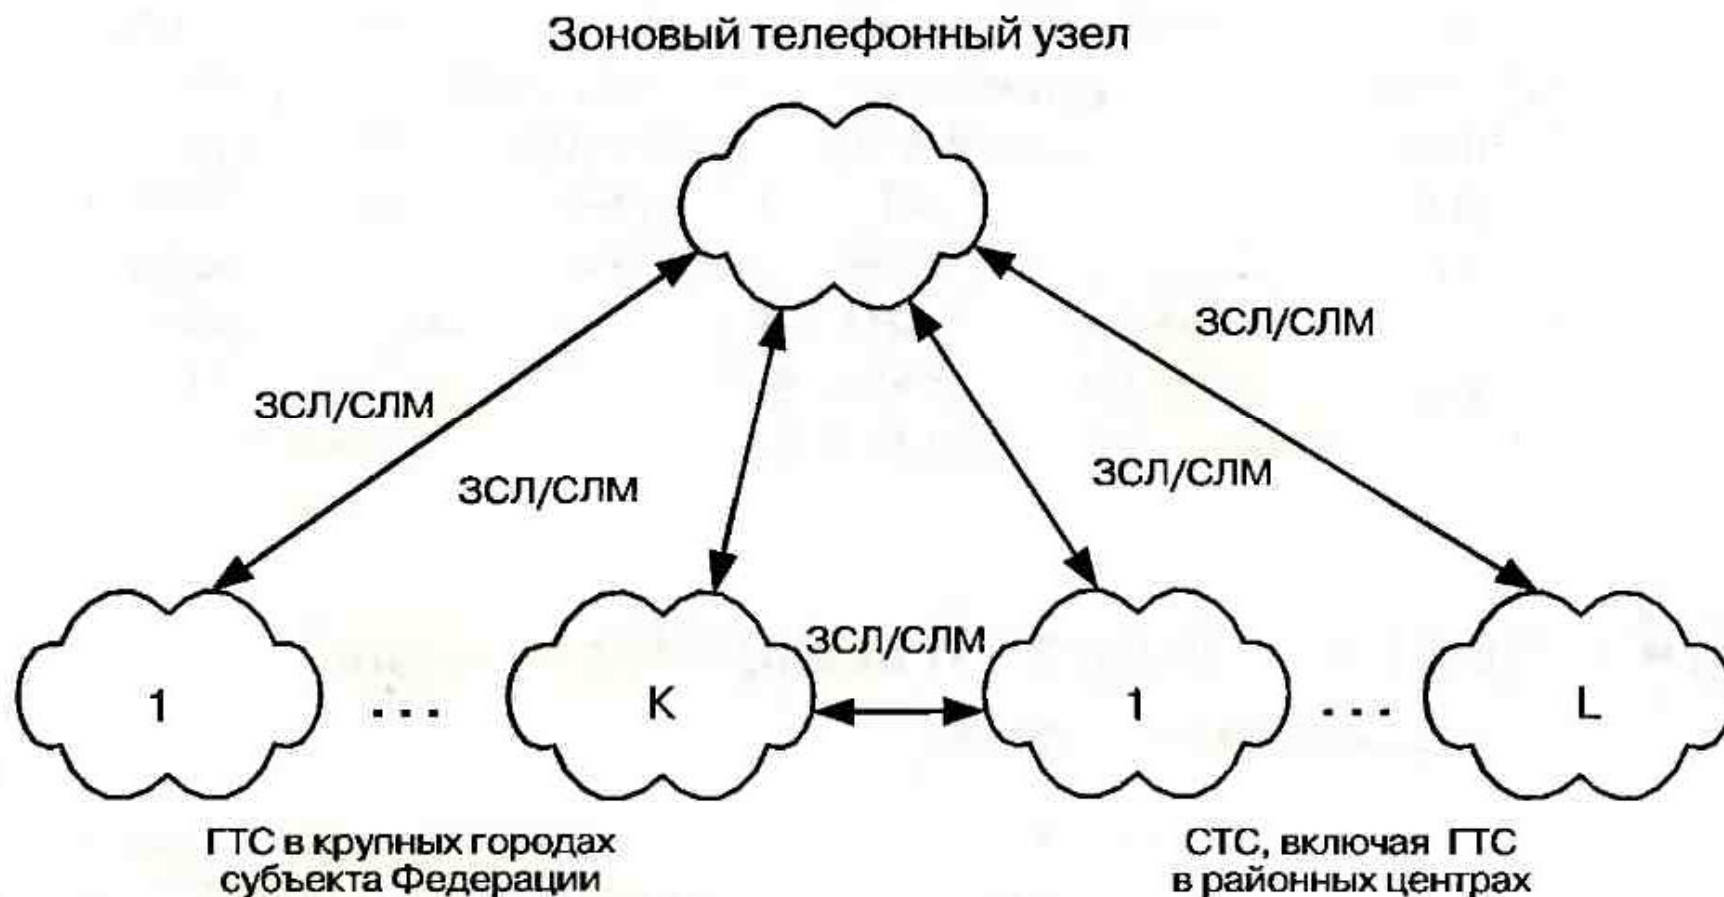 Зоновый телефонный узел
ЗСЛ/СЛМ
ЗСЛ/СЛМ
ЗСЛ/СЛМ
ЗСЛ/СЛМ
ЗСЛ/СЛМ
1
...
К
1
...
L
ГТС в крупных городах
субъекта Федерации
СТС, включая ГТС
в районных центрах